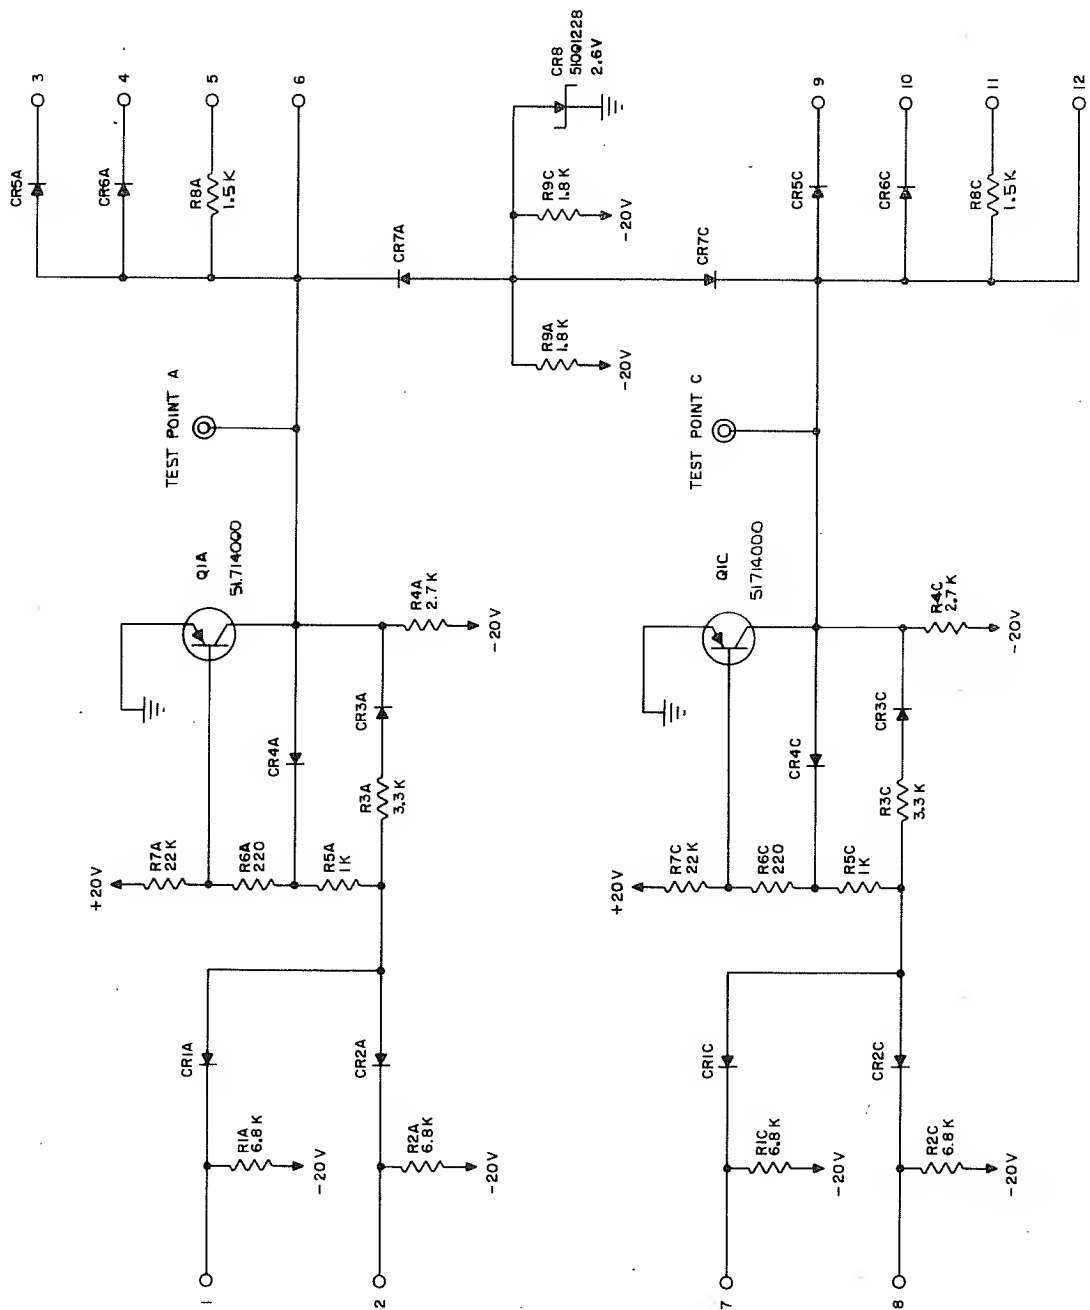 CR5A
3
CR6A
4
+20V
R7A
22K
Q1A
51714000
TEST POINT A
R8A
1.5K
5
1
CR1A
R1A
6.8K
-20V
R6A
220
CR4A
6
R5A
1K
R3A
3.3K
CR3A
R4A
2.7K
-20V
CR7A
2
CR2A
R2A
6.8K
-20V
R9A
1.8K
-20V
R9C
1.8K
-20V
CR8
51001228
2.6V
+20V
R7C
22K
Q1C
51714000
TEST POINT C
CR7C
7
CR1C
R1C
6.8K
-20V
R6C
220
CR4C
CR5C
9
R5C
1K
R3C
3.3K
CR3C
R4C
2.7K
-20V
CR6C
10
8
CR2C
R2C
6.8K
-20V
R8C
1.5K
11
12